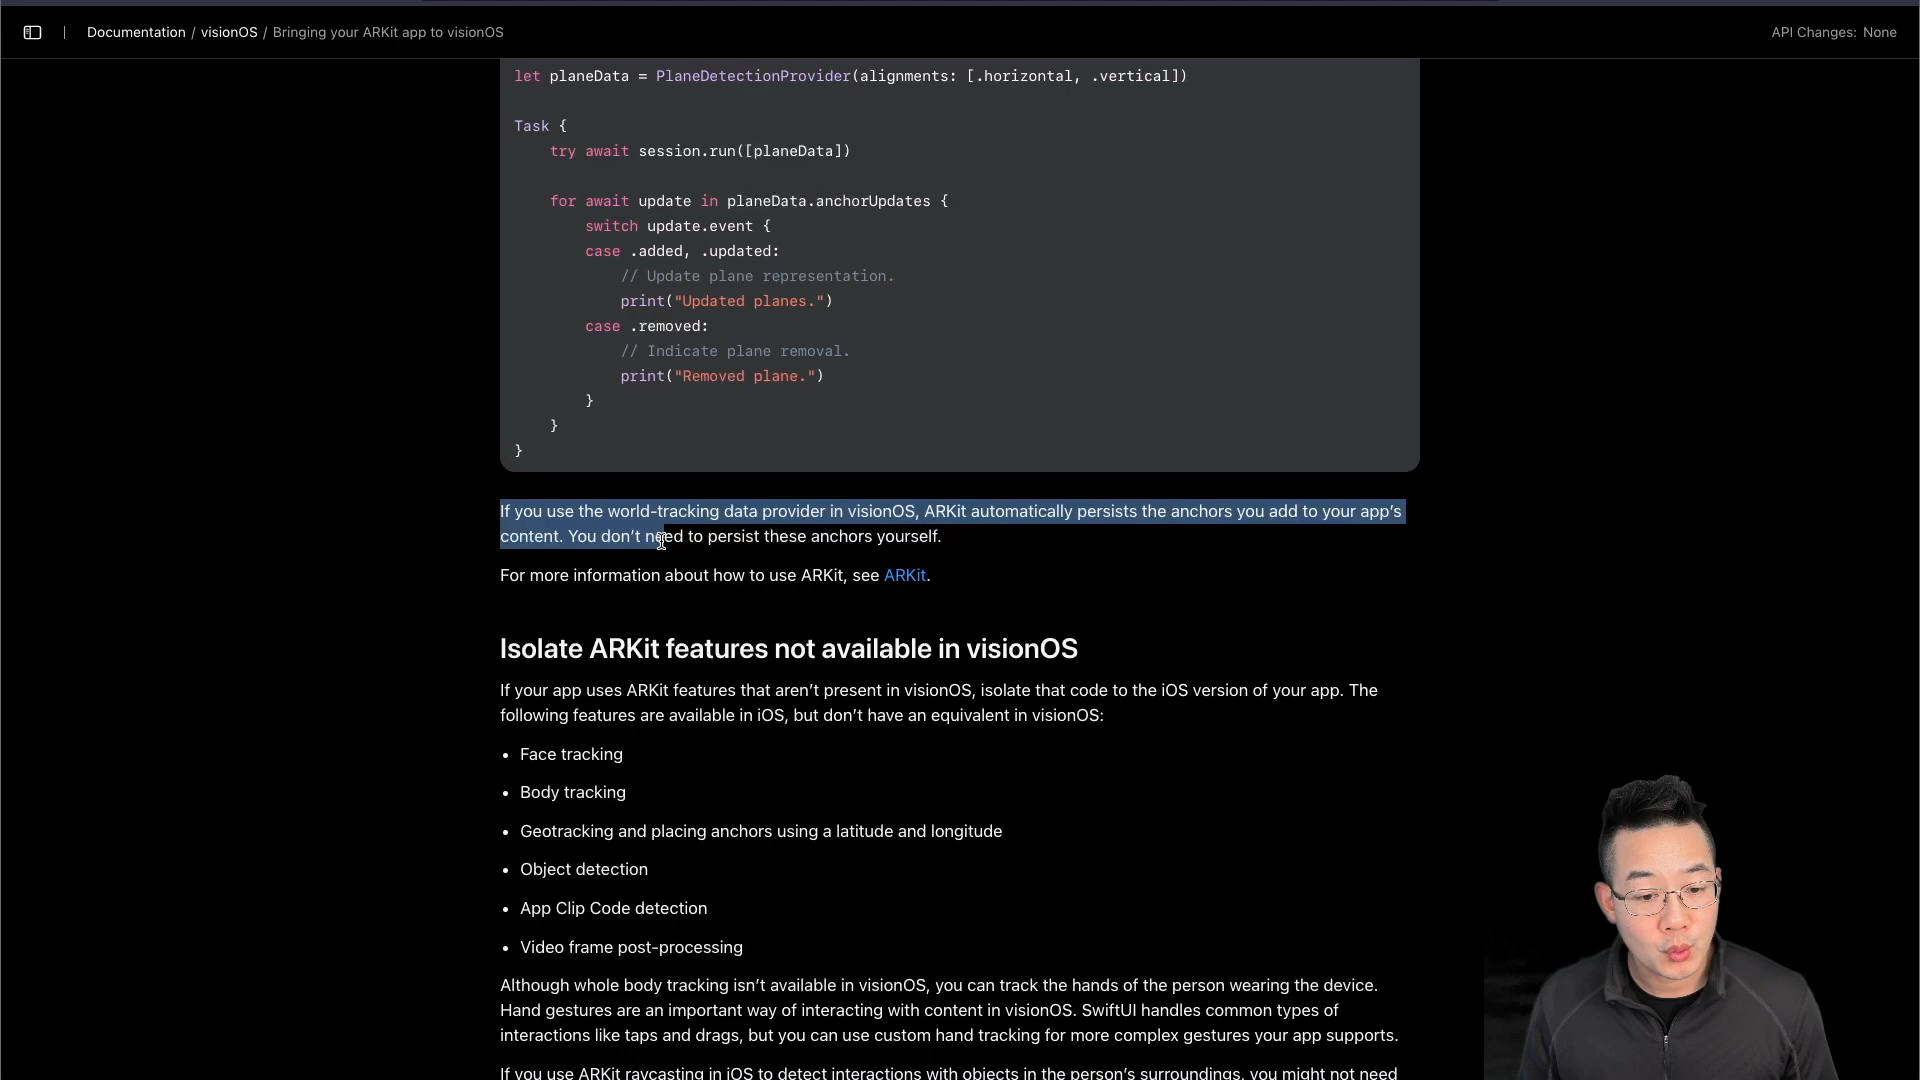 Documentation / visionOS / Bringing your ARKit app to visionOS
API Changes: None
let planeData = PlaneDetectionProvider(alignments: [.horizontal, .vertical])
Task {
try await session.run([planeData])
for await update in planeData.anchorUpdates {
switch update.event {
case .added, .updated:
// Update plane representation.
print("Updated planes.")
case .removed:
// Indicate plane removal.
print("Removed plane.")
}
}
}
If you use the world-tracking data provider in visionOS, ARKit automatically persists the anchors you add to your app’s
content. You don’t need to persist these anchors yourself.
For more information about how to use ARKit, see ARKit.
Isolate ARKit features not available in visionOS
If your app uses ARKit features that aren’t present in visionOS, isolate that code to the iOS version of your app. The
following features are available in iOS, but don’t have an equivalent in visionOS:
• Face tracking
• Body tracking
• Geotracking and placing anchors using a latitude and longitude
• Object detection
• App Clip Code detection
• Video frame post-processing
Although whole body tracking isn’t available in visionOS, you can track the hands of the person wearing the device.
Hand gestures are an important way of interacting with content in visionOS. SwiftUI handles common types of
interactions like taps and drags, but you can use custom hand tracking for more complex gestures your app supports.
If you use ARKit raycasting in iOS to detect interactions with objects in the person’s surroundings, you might not need